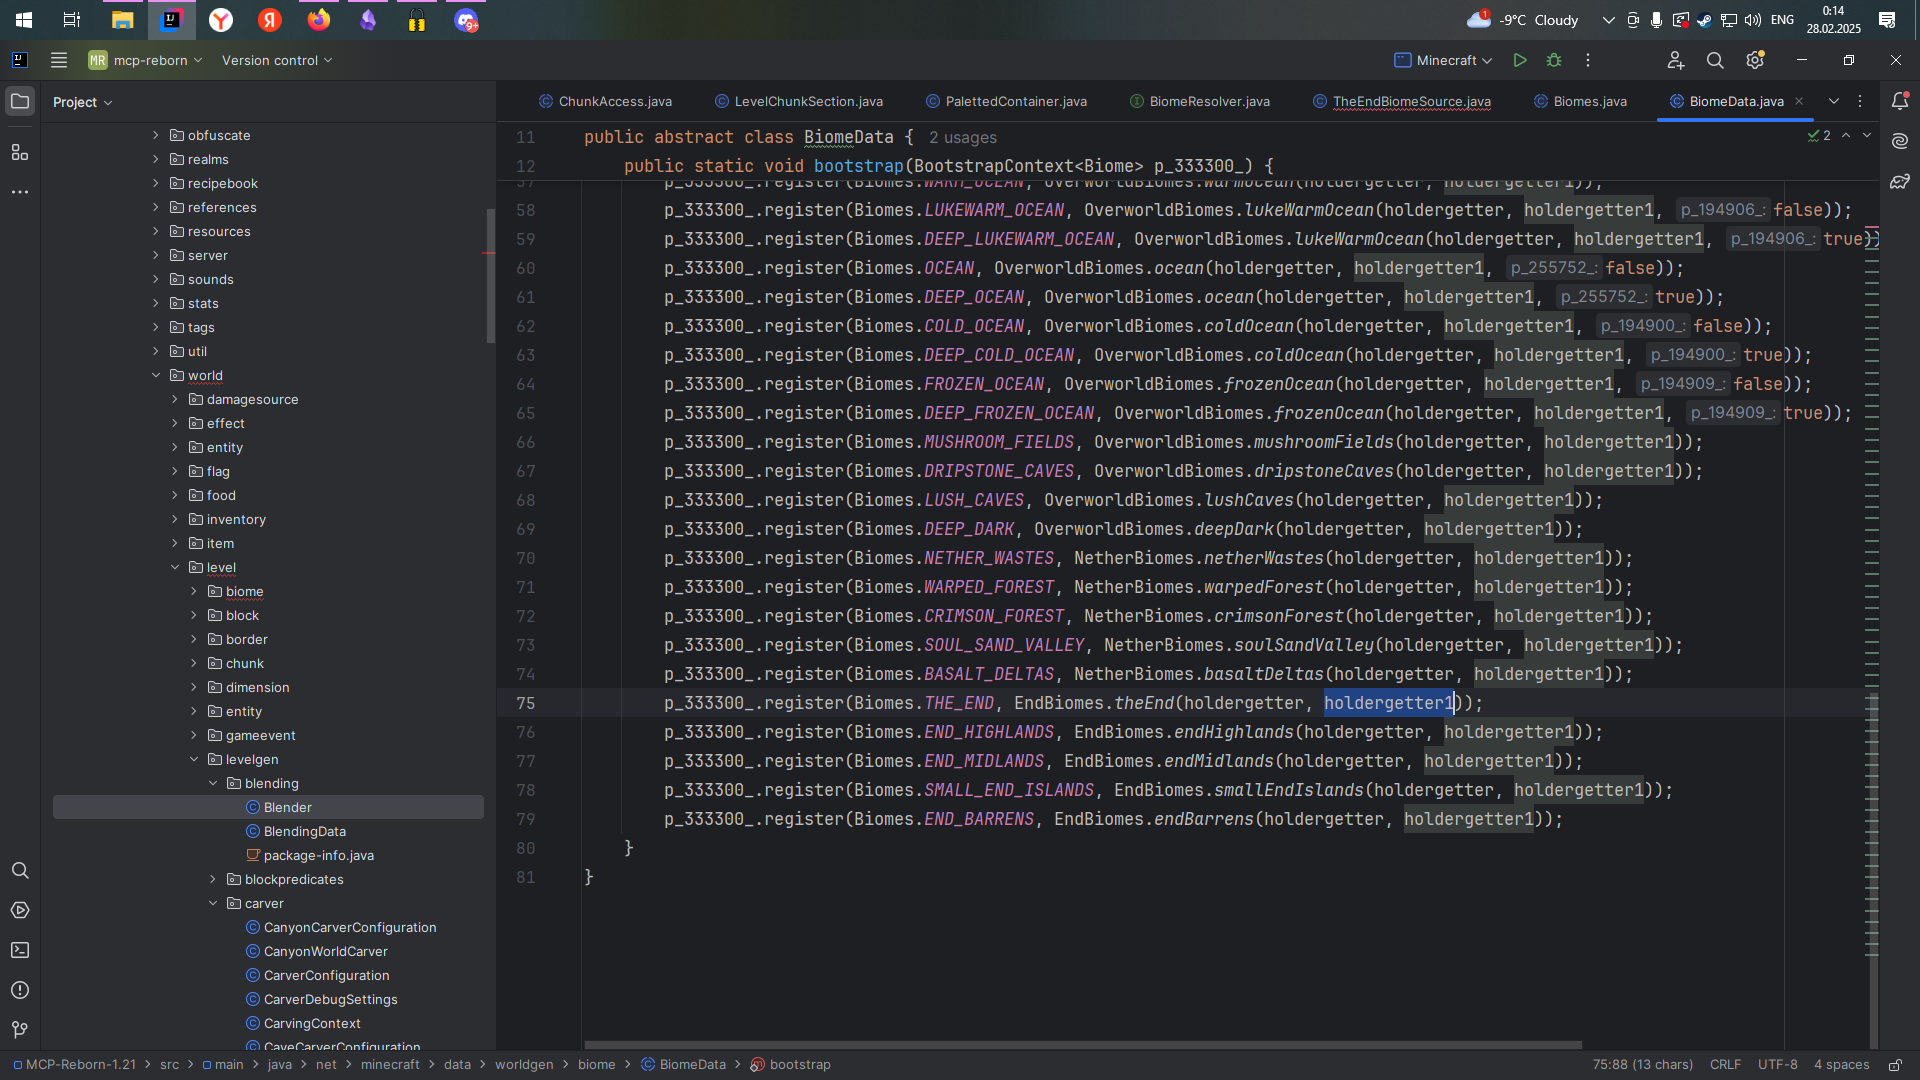 1
-9°C Cloudy
ENG
0:14
28.02.2025
9+
MR mcp-reborn
Version control
Minecraft
Project
ChunkAccess.java
LevelChunkSection.java
PalettedContainer.java
BiomeResolver.java
TheEndBiomeSource.java
Biomes.java
BiomeData.java
obfuscate
realms
recipebook
references
resources
server
sounds
stats
tags
util
world
damagesource
effect
entity
flag
food
inventory
item
level
biome
block
border
chunk
dimension
entity
gameevent
levelgen
blending
Blender
BlendingData
package-info.java
blockpredicates
carver
CanyonCarverConfiguration
CanyonWorldCarver
CarverConfiguration
CarverDebugSettings
CarvingContext
CaveCarverConfiguration
11 public abstract class BiomeData { 2 usages
2
12 public static void bootstrap(BootstrapContext<Biome> p_333300_) {
57 p_333300_.register(Biomes.WARM_OCEAN, OverworldBiomes.warmOcean(holdergetter, holdergetter1));
58 p_333300_.register(Biomes.LUKEWARM_OCEAN, OverworldBiomes.lukeWarmOcean(holdergetter, holdergetter1, p_194906_: false));
59 p_333300_.register(Biomes.DEEP_LUKEWARM_OCEAN, OverworldBiomes.lukeWarmOcean(holdergetter, holdergetter1, p_194906_: true))
60 p_333300_.register(Biomes.OCEAN, OverworldBiomes.ocean(holdergetter, holdergetter1, p_255752_: false));
61 p_333300_.register(Biomes.DEEP_OCEAN, OverworldBiomes.ocean(holdergetter, holdergetter1, p_255752_: true));
62 p_333300_.register(Biomes.COLD_OCEAN, OverworldBiomes.coldOcean(holdergetter, holdergetter1, p_194900_: false));
63 p_333300_.register(Biomes.DEEP_COLD_OCEAN, OverworldBiomes.coldOcean(holdergetter, holdergetter1, p_194900_: true));
64 p_333300_.register(Biomes.FROZEN_OCEAN, OverworldBiomes.frozenOcean(holdergetter, holdergetter1, p_194909_: false));
65 p_333300_.register(Biomes.DEEP_FROZEN_OCEAN, OverworldBiomes.frozenOcean(holdergetter, holdergetter1, p_194909_: true));
66 p_333300_.register(Biomes.MUSHROOM_FIELDS, OverworldBiomes.mushroomFields(holdergetter, holdergetter1));
67 p_333300_.register(Biomes.DRIPSTONE_CAVES, OverworldBiomes.dripstoneCaves(holdergetter, holdergetter1));
68 p_333300_.register(Biomes.LUSH_CAVES, OverworldBiomes.lushCaves(holdergetter, holdergetter1));
69 p_333300_.register(Biomes.DEEP_DARK, OverworldBiomes.deepDark(holdergetter, holdergetter1));
70 p_333300_.register(Biomes.NETHER_WASTES, NetherBiomes.netherWastes(holdergetter, holdergetter1));
71 p_333300_.register(Biomes.WARPED_FOREST, NetherBiomes.warpedForest(holdergetter, holdergetter1));
72 p_333300_.register(Biomes.CRIMSON_FOREST, NetherBiomes.crimsonForest(holdergetter, holdergetter1));
73 p_333300_.register(Biomes.SOUL_SAND_VALLEY, NetherBiomes.soulSandValley(holdergetter, holdergetter1));
74 p_333300_.register(Biomes.BASALT_DELTAS, NetherBiomes.basaltDeltas(holdergetter, holdergetter1));
75 p_333300_.register(Biomes.THE_END, EndBiomes.theEnd(holdergetter, holdergetter1));
76 p_333300_.register(Biomes.END_HIGHLANDS, EndBiomes.endHighlands(holdergetter, holdergetter1));
77 p_333300_.register(Biomes.END_MIDLANDS, EndBiomes.endMidlands(holdergetter, holdergetter1));
78 p_333300_.register(Biomes.SMALL_END_ISLANDS, EndBiomes.smallEndIslands(holdergetter, holdergetter1));
79 p_333300_.register(Biomes.END_BARRENS, EndBiomes.endBarrens(holdergetter, holdergetter1));
80 }
81 }
MCP-Reborn-1.21 > src > main > java > net > minecraft > data > worldgen > biome > BiomeData > bootstrap
75:88 (13 chars) CRLF UTF-8 4 spaces